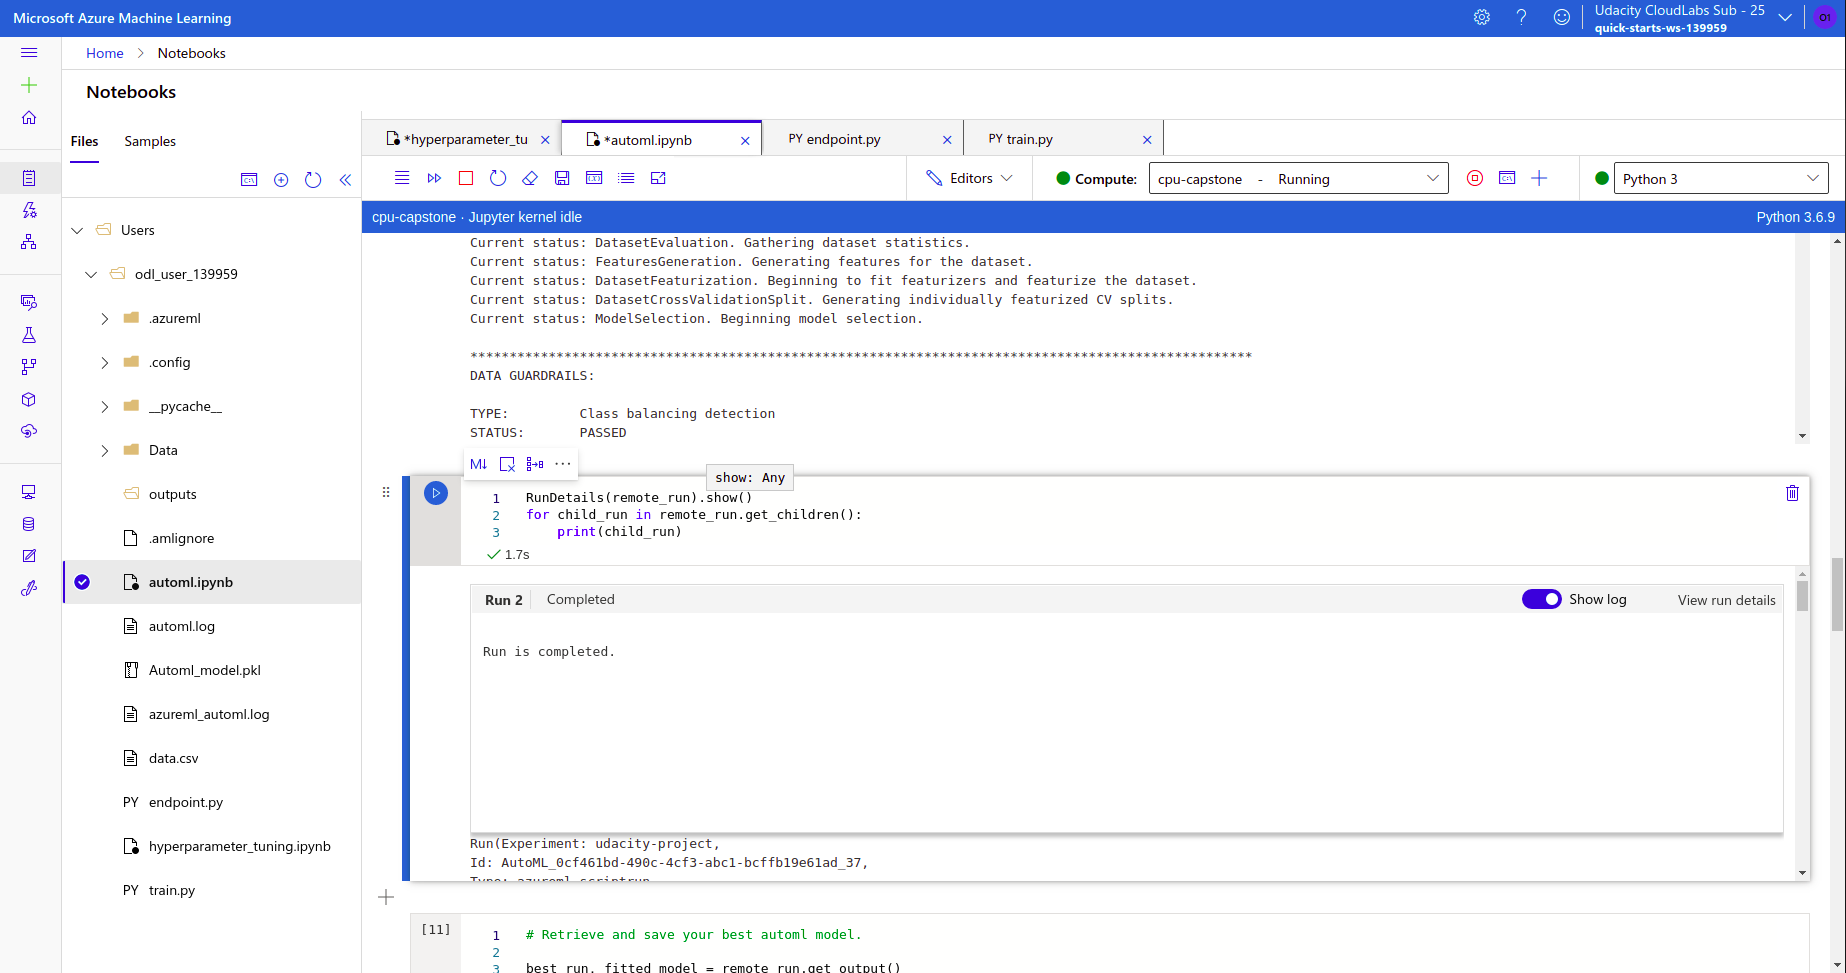 Microsoft Azure Machine Learning
Udacity CloudLabs Sub - 25
quick-starts-ws-139959
O1
Home > Notebooks
Notebooks
Files Samples
*hyperparameter_tu
*automl.ipynb
PY endpoint.py
PY train.py
Editors
Compute: cpu-capstone - Running
Python 3
cpu-capstone · Jupyter kernel idle
Python 3.6.9
Users
odl_user_139959
.azureml
.config
__pycache__
Data
outputs
.amlignore
automl.ipynb
automl.log
Automl_model.pkl
azureml_automl.log
data.csv
PY endpoint.py
hyperparameter_tuning.ipynb
PY train.py
Current status: DatasetEvaluation. Gathering dataset statistics.
Current status: FeaturesGeneration. Generating features for the dataset.
Current status: DatasetFeaturization. Beginning to fit featurizers and featurize the dataset.
Current status: DatasetCrossValidationSplit. Generating individually featurized CV splits.
Current status: ModelSelection. Beginning model selection.
****************************************************************************************************
DATA GUARDRAILS:
TYPE: Class balancing detection
STATUS: PASSED
M↓
show: Any
1 RunDetails(remote_run).show()
2 for child_run in remote_run.get_children():
3 print(child_run)
1.7s
Run 2 Completed
Show log
View run details
Run is completed.
Run(Experiment: udacity-project,
Id: AutoML_0cf461bd-490c-4cf3-abc1-bcffb19e61ad_37,
Type: azureml.scriptrun
[11]
1 # Retrieve and save your best automl model.
2
3 best_run, fitted_model = remote_run.get_output()